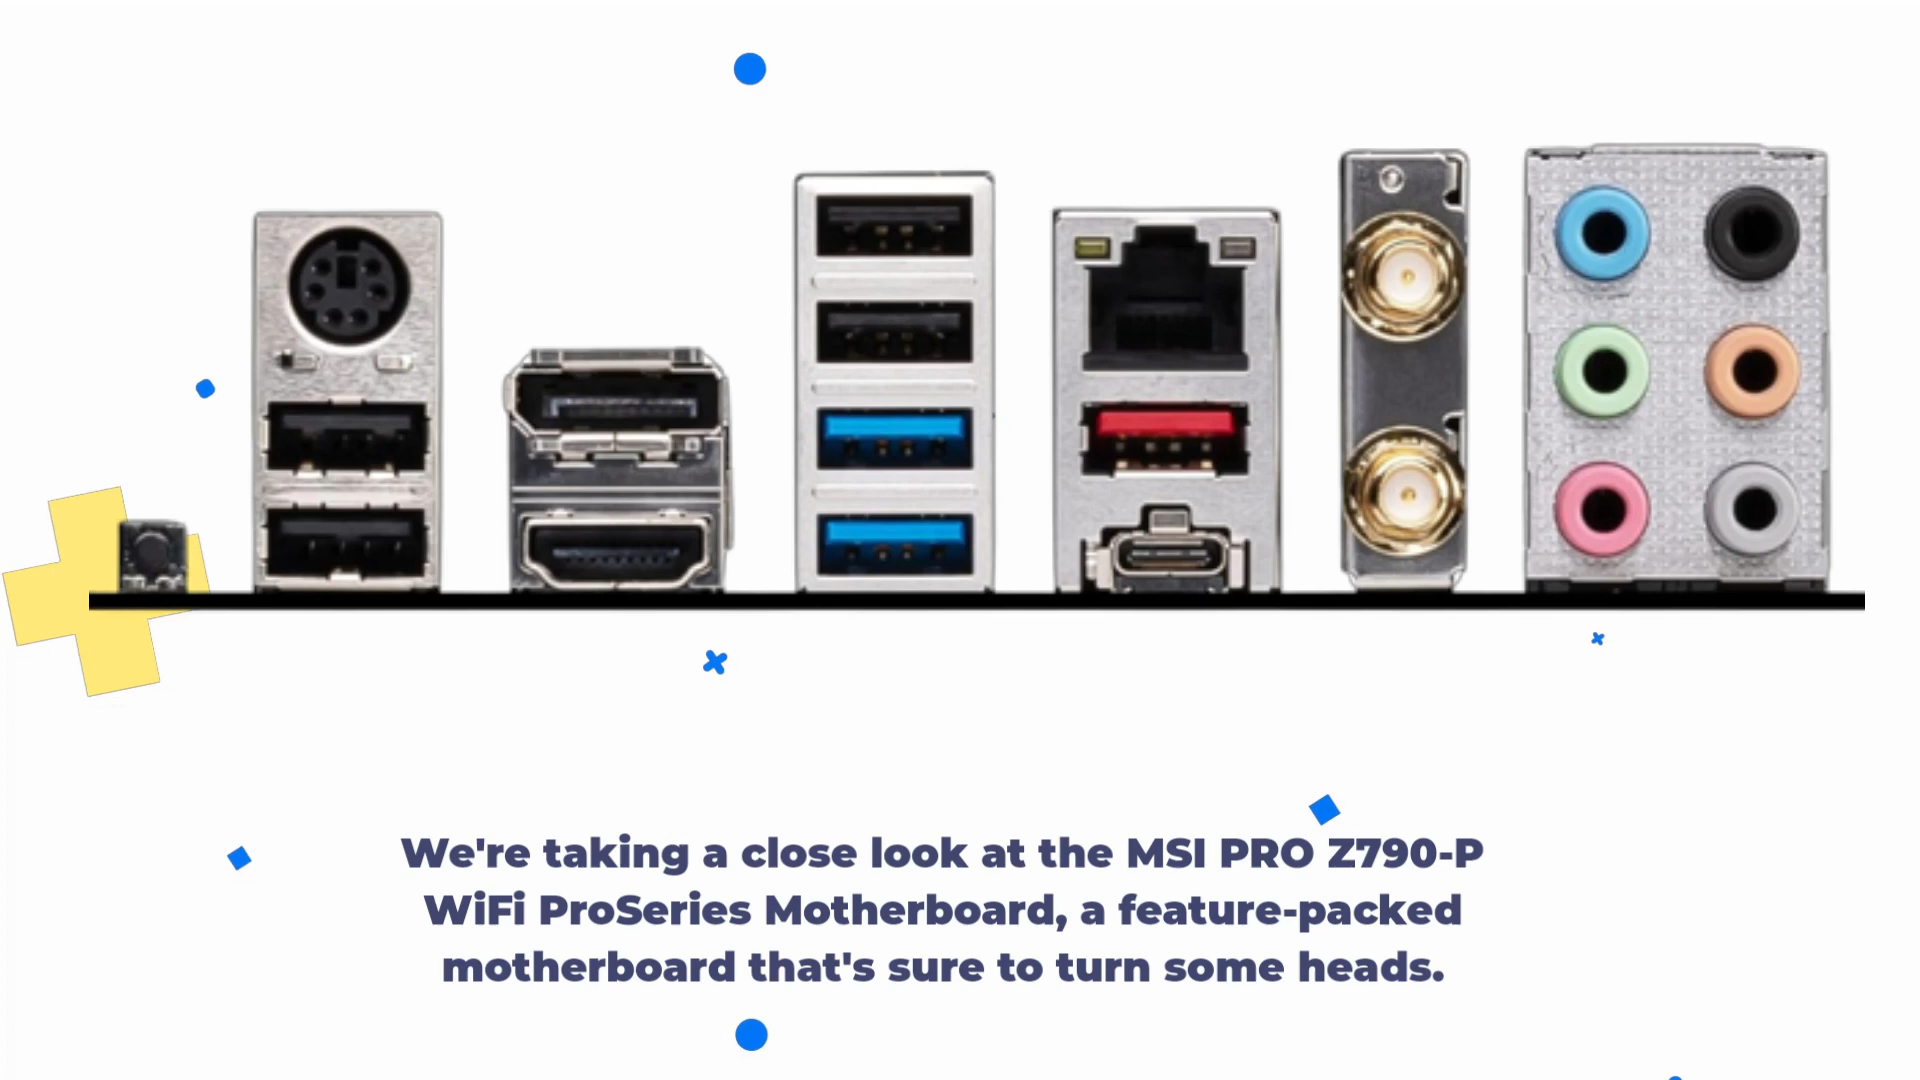 We're taking a close look at the MSI PRO Z790-P
WiFi ProSeries Motherboard, a feature-packed
motherboard that's sure to turn some heads.